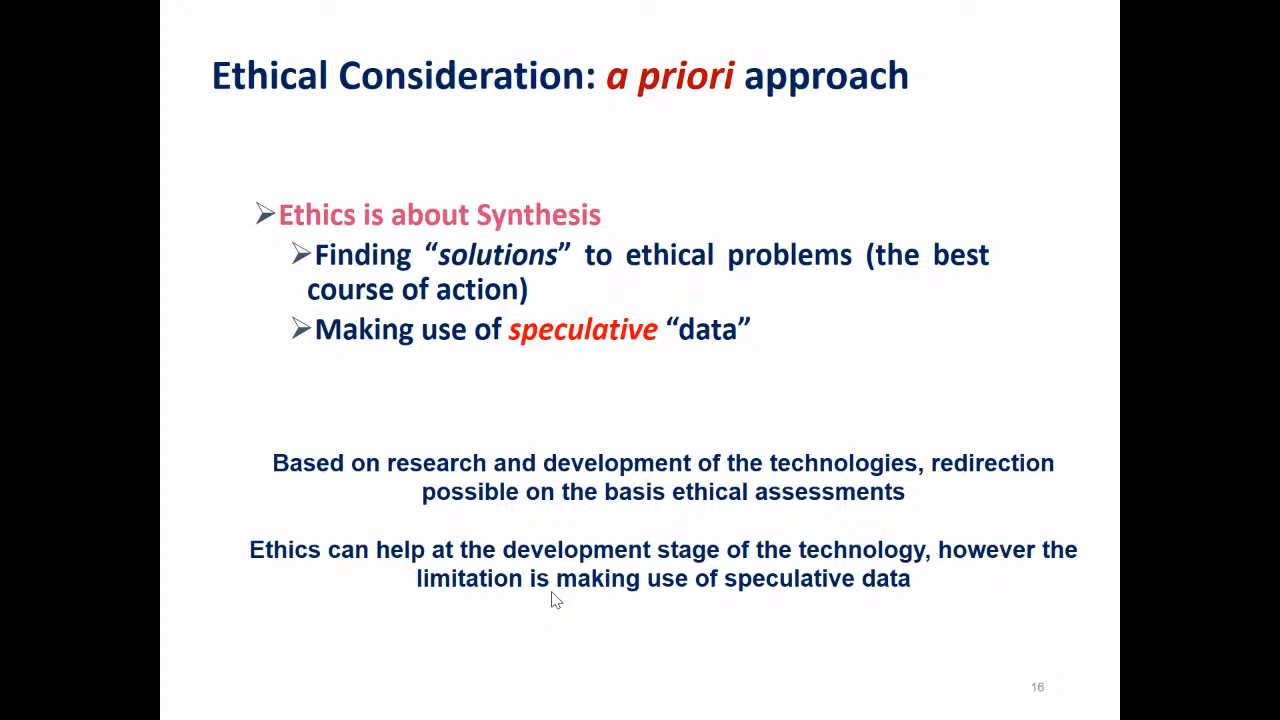 Ethical Consideration: a priori approach
Ethics is about Synthesis
Finding “solutions” to ethical problems (the best
course of action)
Making use of speculative “data”
Based on research and development of the technologies, redirection
possible on the basis ethical assessments
Ethics can help at the development stage of the technology, however the
limitation is making use of speculative data
16